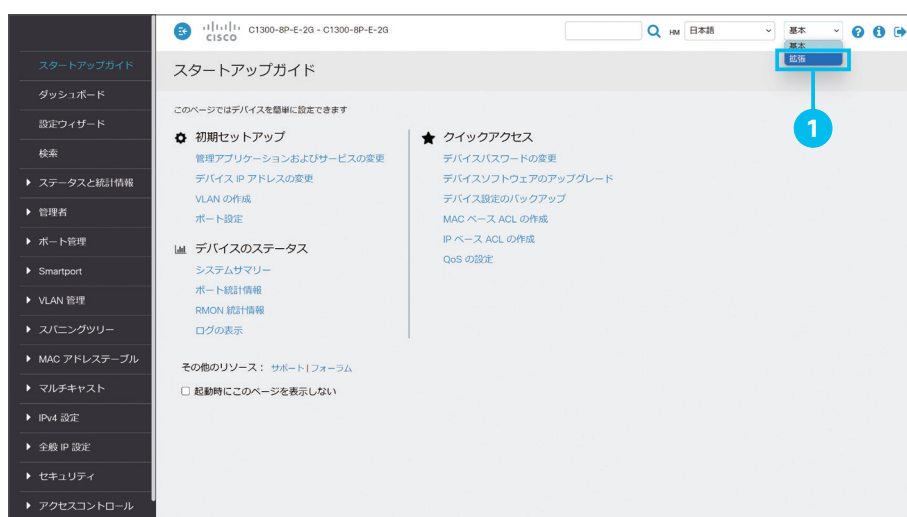 C1300-8P-E-2G - C1300-8P-E-2G
CISCO
HM
日本語
基本
基本
拡張
1
スタートアップガイド
ダッシュボード
設定ウィザード
検索
ステータスと統計情報
管理者
ポート管理
Smartport
VLAN 管理
スパニングツリー
MAC アドレステーブル
マルチキャスト
IPv4 設定
全般 IP 設定
セキュリティ
アクセスコントロール
スタートアップガイド
このページではデバイスを簡単に設定できます
初期セットアップ
管理アプリケーションおよびサービスの変更
デバイス IP アドレスの変更
VLAN の作成
ポート設定
デバイスのステータス
システムサマリー
ポート統計情報
RMON 統計情報
ログの表示
クイックアクセス
デバイスパスワードの変更
デバイスソフトウェアのアップグレード
デバイス設定のバックアップ
MAC ベース ACL の作成
IP ベース ACL の作成
QoS の設定
その他のリソース： サポート | フォーラム
起動時にこのページを表示しない